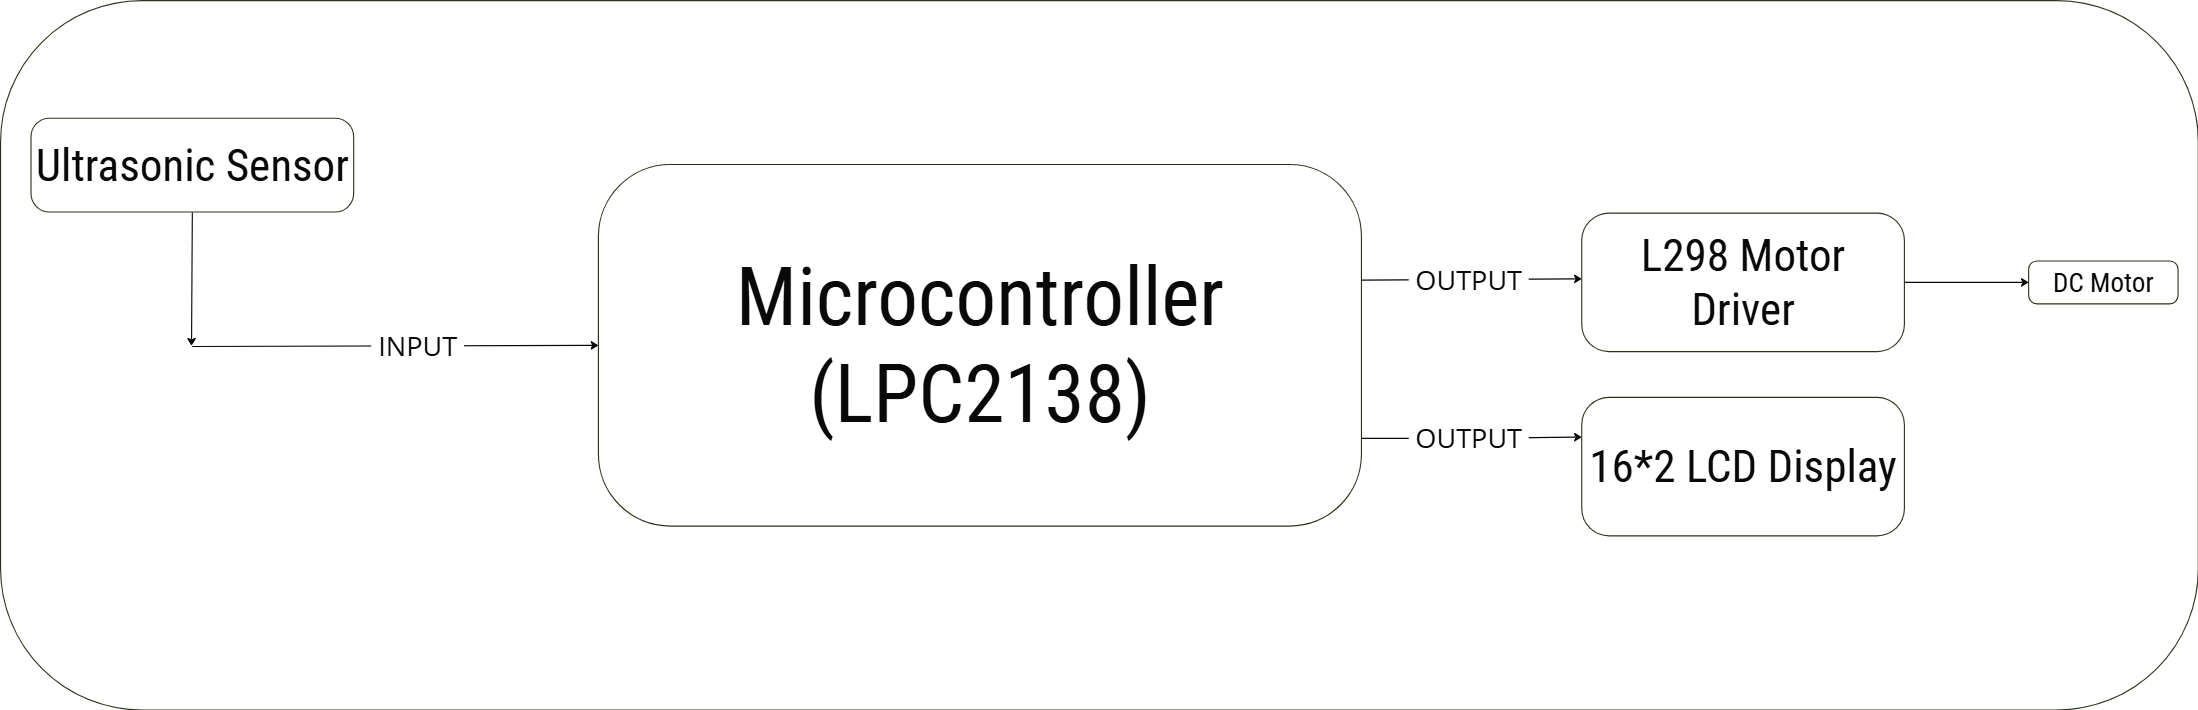 Ultrasonic Sensor
INPUT
Microcontroller
(LPC2138)
OUTPUT
L298 Motor
Driver
DC Motor
OUTPUT
16*2 LCD Display